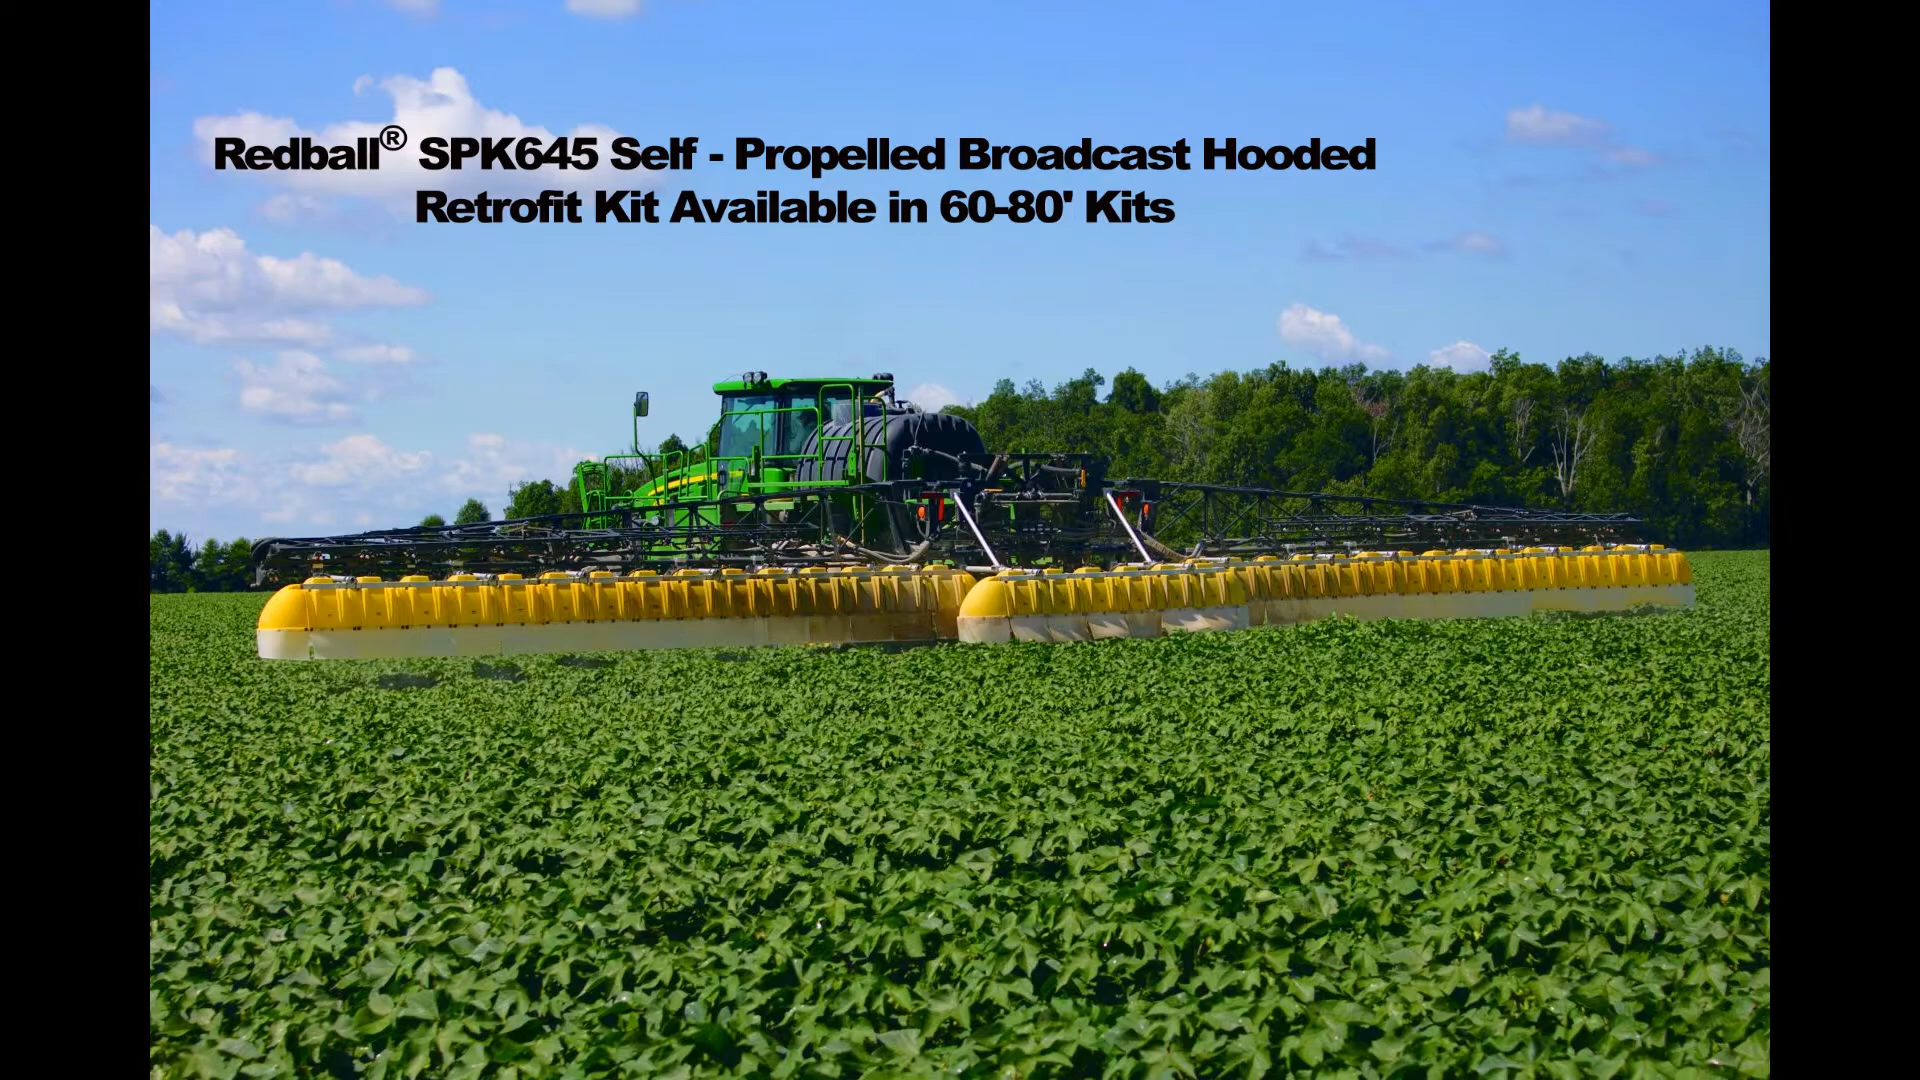 Redball® SPK645 Self - Propelled Broadcast Hooded
Retrofit Kit Available in 60-80' Kits